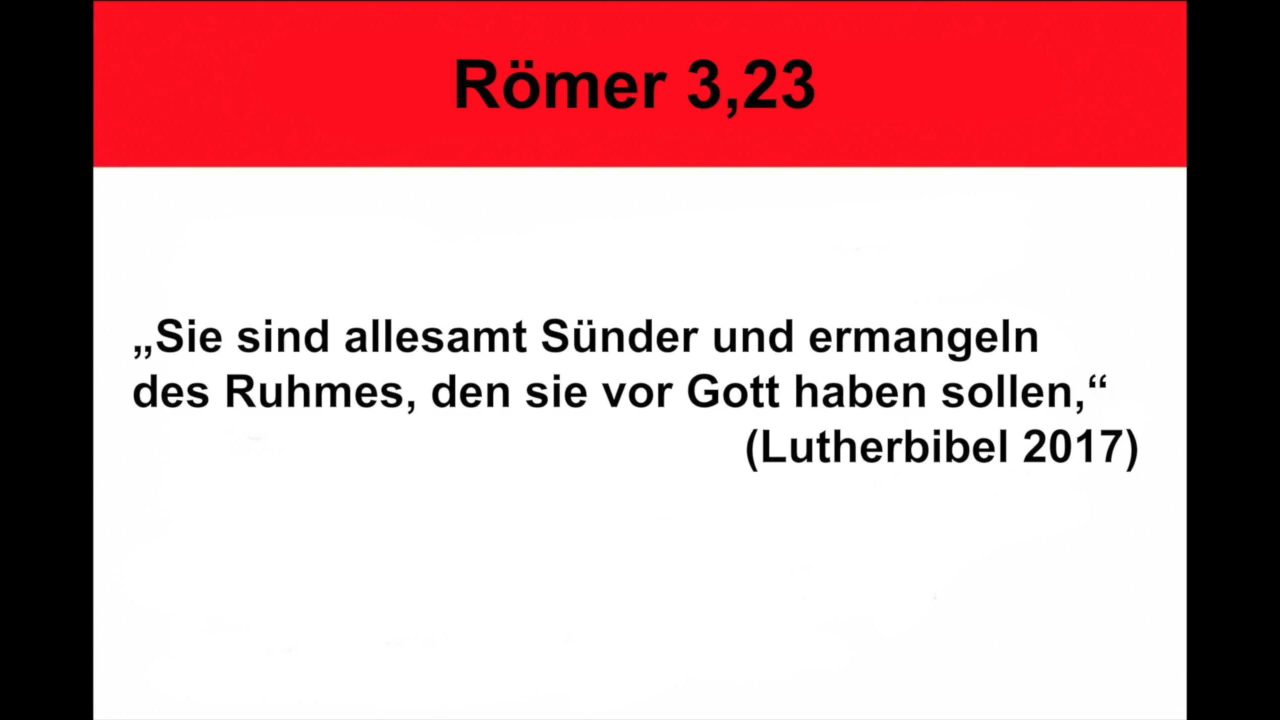 Römer 3,23
„Sie sind allesamt Sünder und ermangeln
des Ruhmes, den sie vor Gott haben sollen,“
(Lutherbibel 2017)